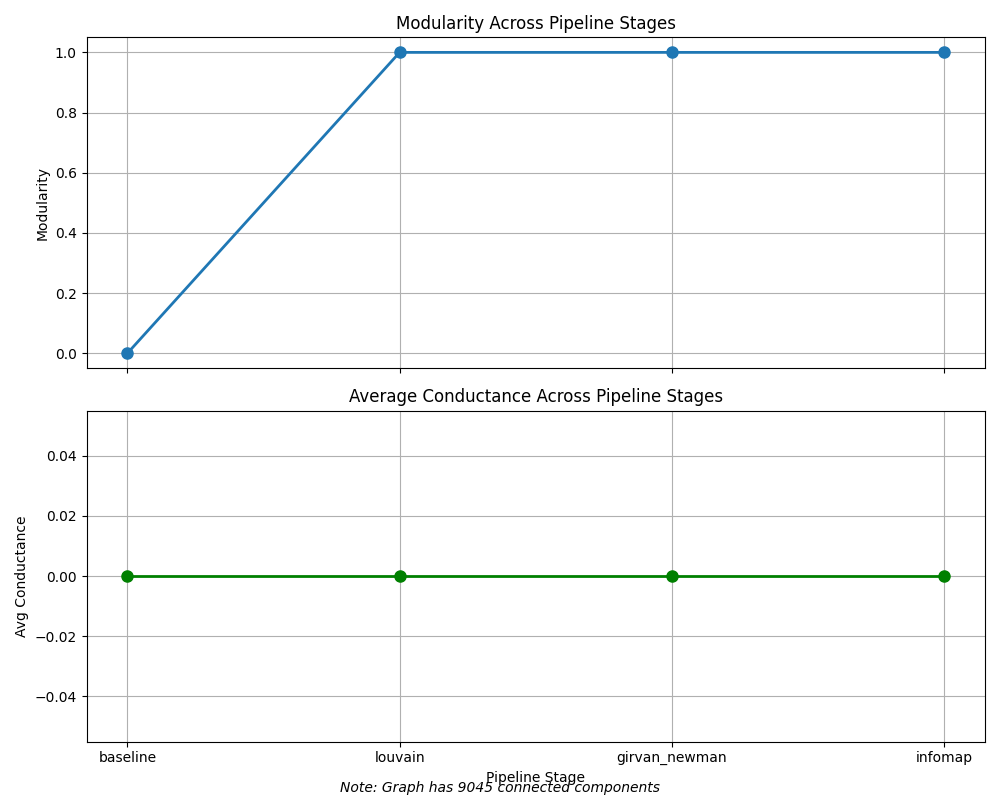 Modularity Across Pipeline Stages
1.0
0.8
0.6
0.4
0.2
0.0
Modularity
Average Conductance Across Pipeline Stages
0.04
0.02
0.00
−0.02
−0.04
Avg Conductance
baseline louvain girvan_newman infomap
Pipeline Stage
Note: Graph has 9045 connected components